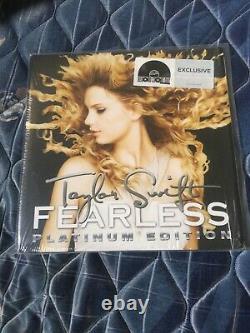 EXCLUSIVE
Taylor Swift
FEARLESS
PLATINUM EDITION